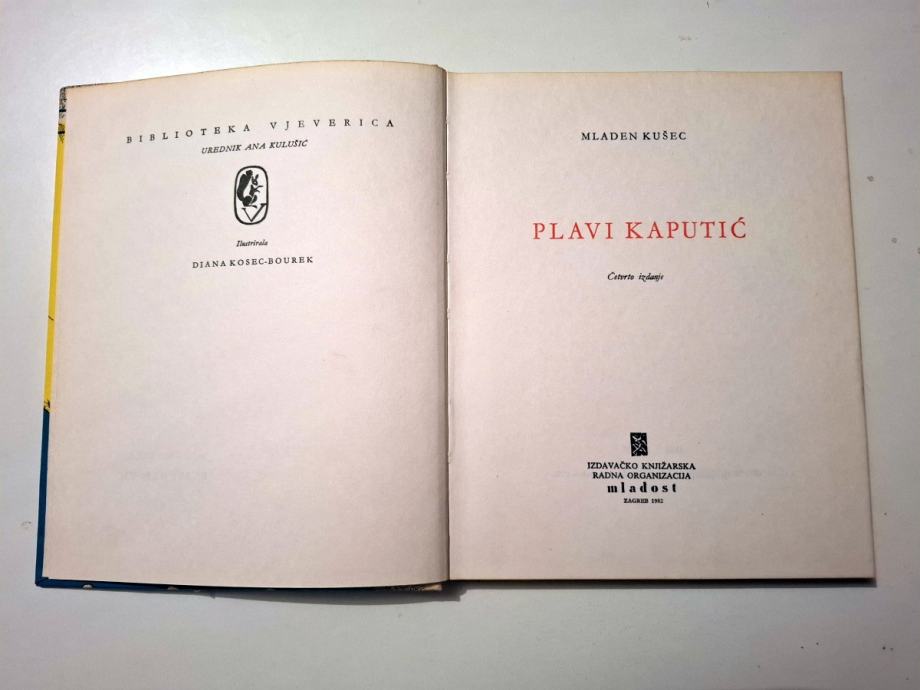 BIBLIOTEKA VJEVERICA
UREDNIK ANA KULUŠIĆ
V
Ilustrirala
DIANA KOSEC-BOUREK
MLADEN KUŠEC
PLAVI KAPUTIĆ
Četvrto izdanje
IZDAVAČKO KNJIŽARSKA
RADNA ORGANIZACIJA
mladost
ZAGREB 1982